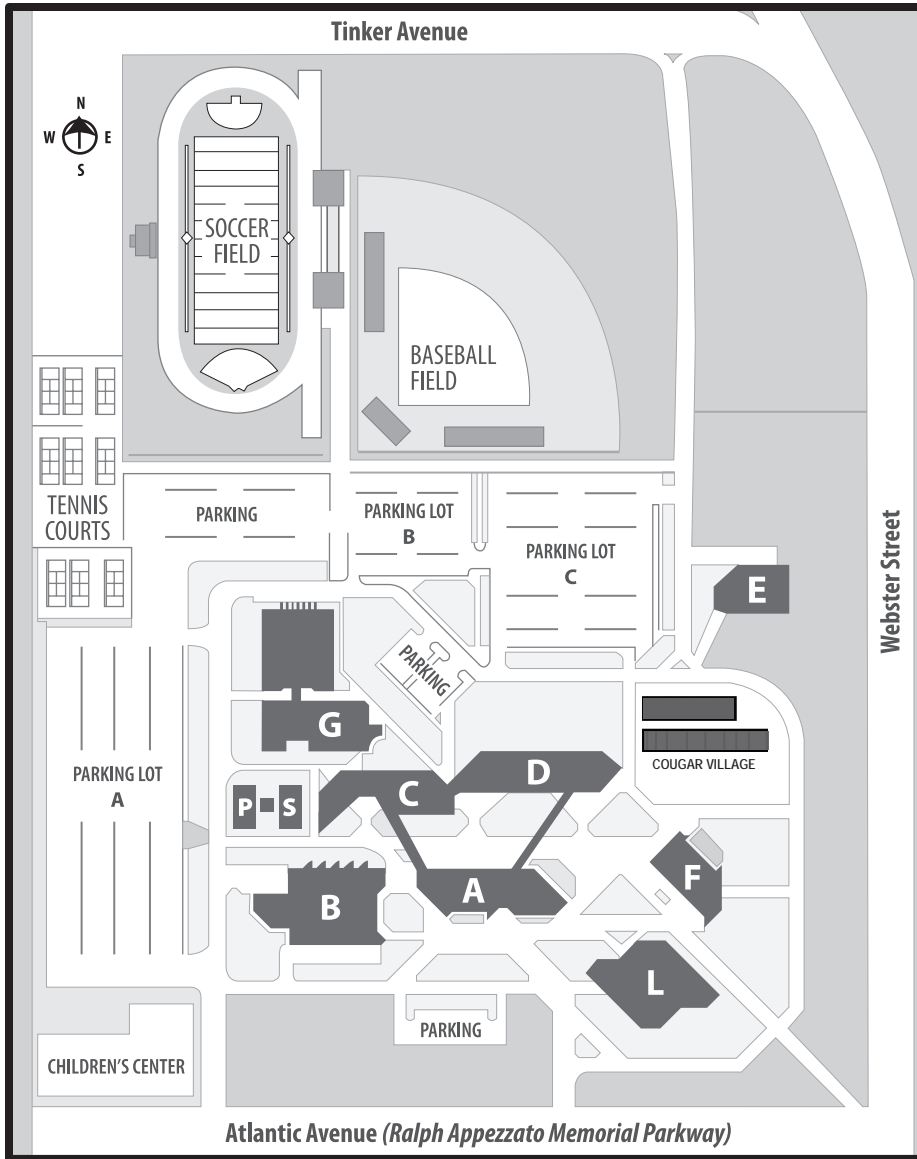 Tinker Avenue
N
W E
S
SOCCER
FIELD
BASEBALL
FIELD
TENNIS
COURTS
PARKING
PARKING LOT
B
PARKING LOT
C
E
Webster Street
PARKING
G
COUGAR VILLAGE
PARKING LOT
A
P
S
C
D
B
A
F
L
PARKING
CHILDREN'S CENTER
Atlantic Avenue (Ralph Appezzato Memorial Parkway)